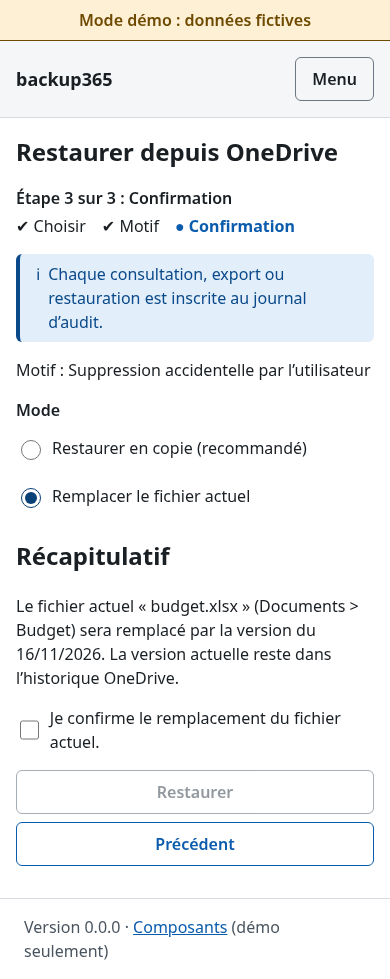 Mode démo : données fictives
backup365
Menu
Restaurer depuis OneDrive
Étape 3 sur 3 : Confirmation
✔ Choisir ✔ Motif ● Confirmation
i Chaque consultation, export ou
restauration est inscrite au journal
d’audit.
Motif : Suppression accidentelle par l’utilisateur
Mode
Restaurer en copie (recommandé)
Remplacer le fichier actuel
Récapitulatif
Le fichier actuel « budget.xlsx » (Documents >
Budget) sera remplacé par la version du
16/11/2026. La version actuelle reste dans
l’historique OneDrive.
Je confirme le remplacement du fichier
actuel.
Restaurer
Précédent
Version 0.0.0 · Composants (démo
seulement)